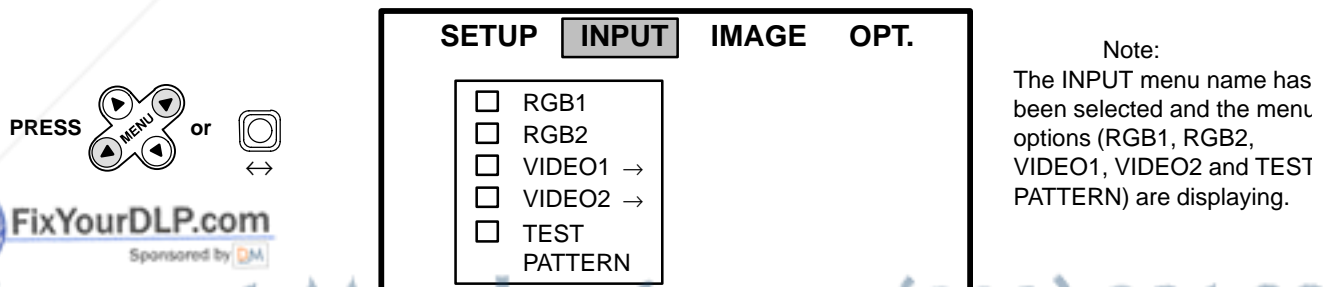 SETUP INPUT IMAGE OPT.
PRESS MENU or
↔
RGB1
RGB2
VIDEO1 →
VIDEO2 →
TEST
PATTERN
Note:
The INPUT menu name has
been selected and the menu
options (RGB1, RGB2,
VIDEO1, VIDEO2 and TEST
PATTERN) are displaying.
FixYourDLP.com
Sponsored by DM